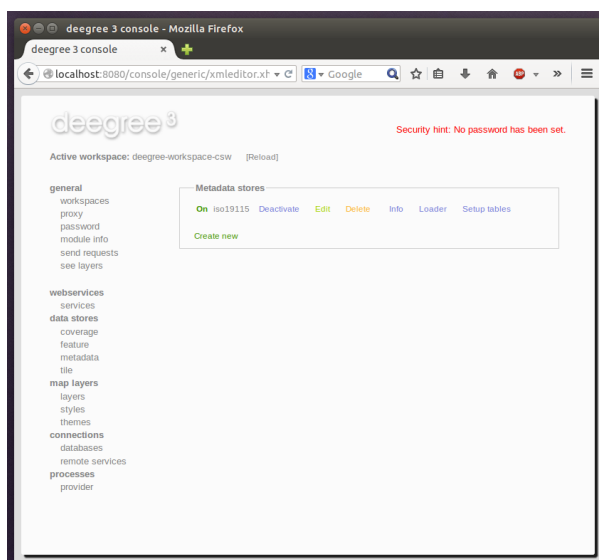 deegree 3 console - Mozilla Firefox
deegree 3 console
localhost:8080/console/generic/xmleditor.xh
Google
ABP
deegree 3
Security hint: No password has been set.
Active workspace: deegree-workspace-csw [Reload]
general
workspaces
proxy
password
module info
send requests
see layers
webservices
services
data stores
coverage
feature
metadata
tile
map layers
layers
styles
themes
connections
databases
remote services
processes
provider
Metadata stores
On iso19115 Deactivate Edit Delete Info Loader Setup tables
Create new